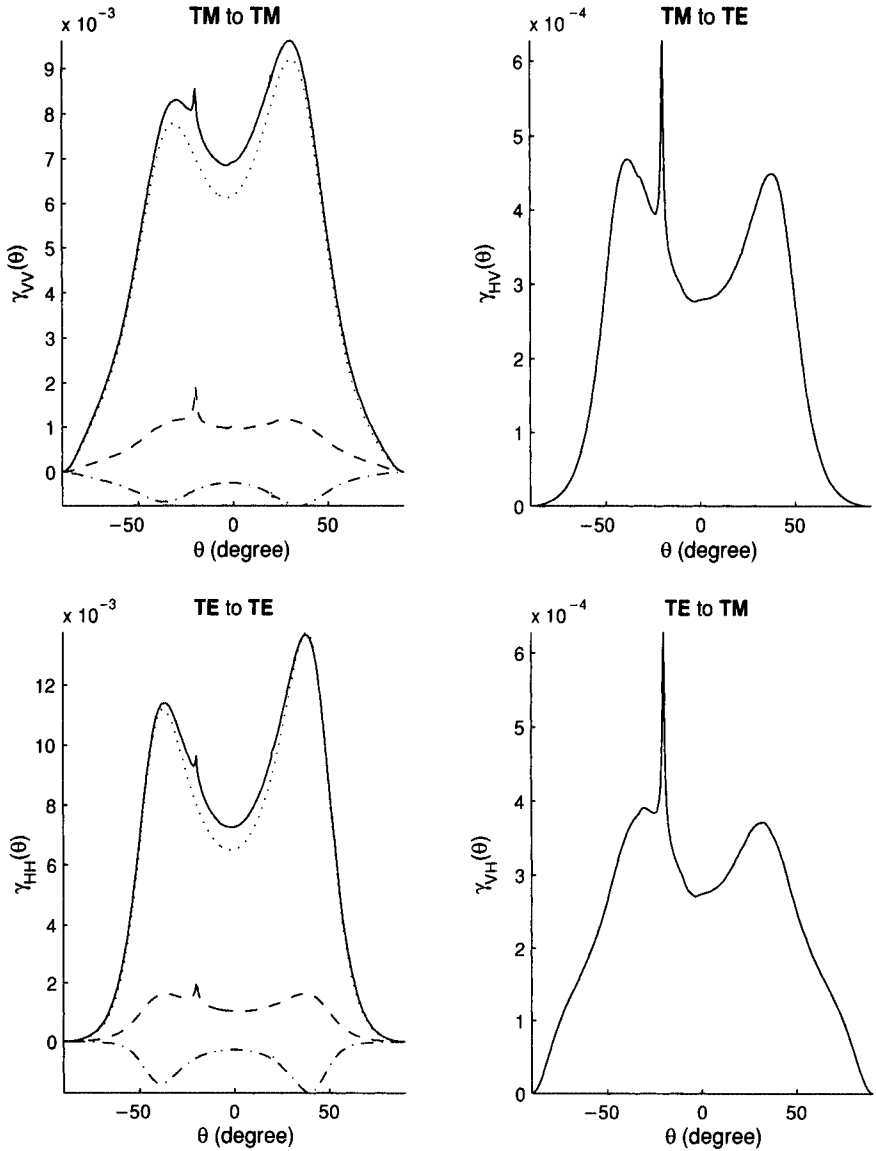 TM to TM
x 10⁻³
9
8
7
6
5
4
3
2
1
0
γVV(θ)
−50
0
50
θ (degree)
TM to TE
x 10⁻⁴
6
5
4
3
2
1
0
γHV(θ)
−50
0
50
θ (degree)
TE to TE
x 10⁻³
12
10
8
6
4
2
0
γHH(θ)
−50
0
50
θ (degree)
TE to TM
x 10⁻⁴
6
5
4
3
2
1
0
γVH(θ)
−50
0
50
θ (degree)